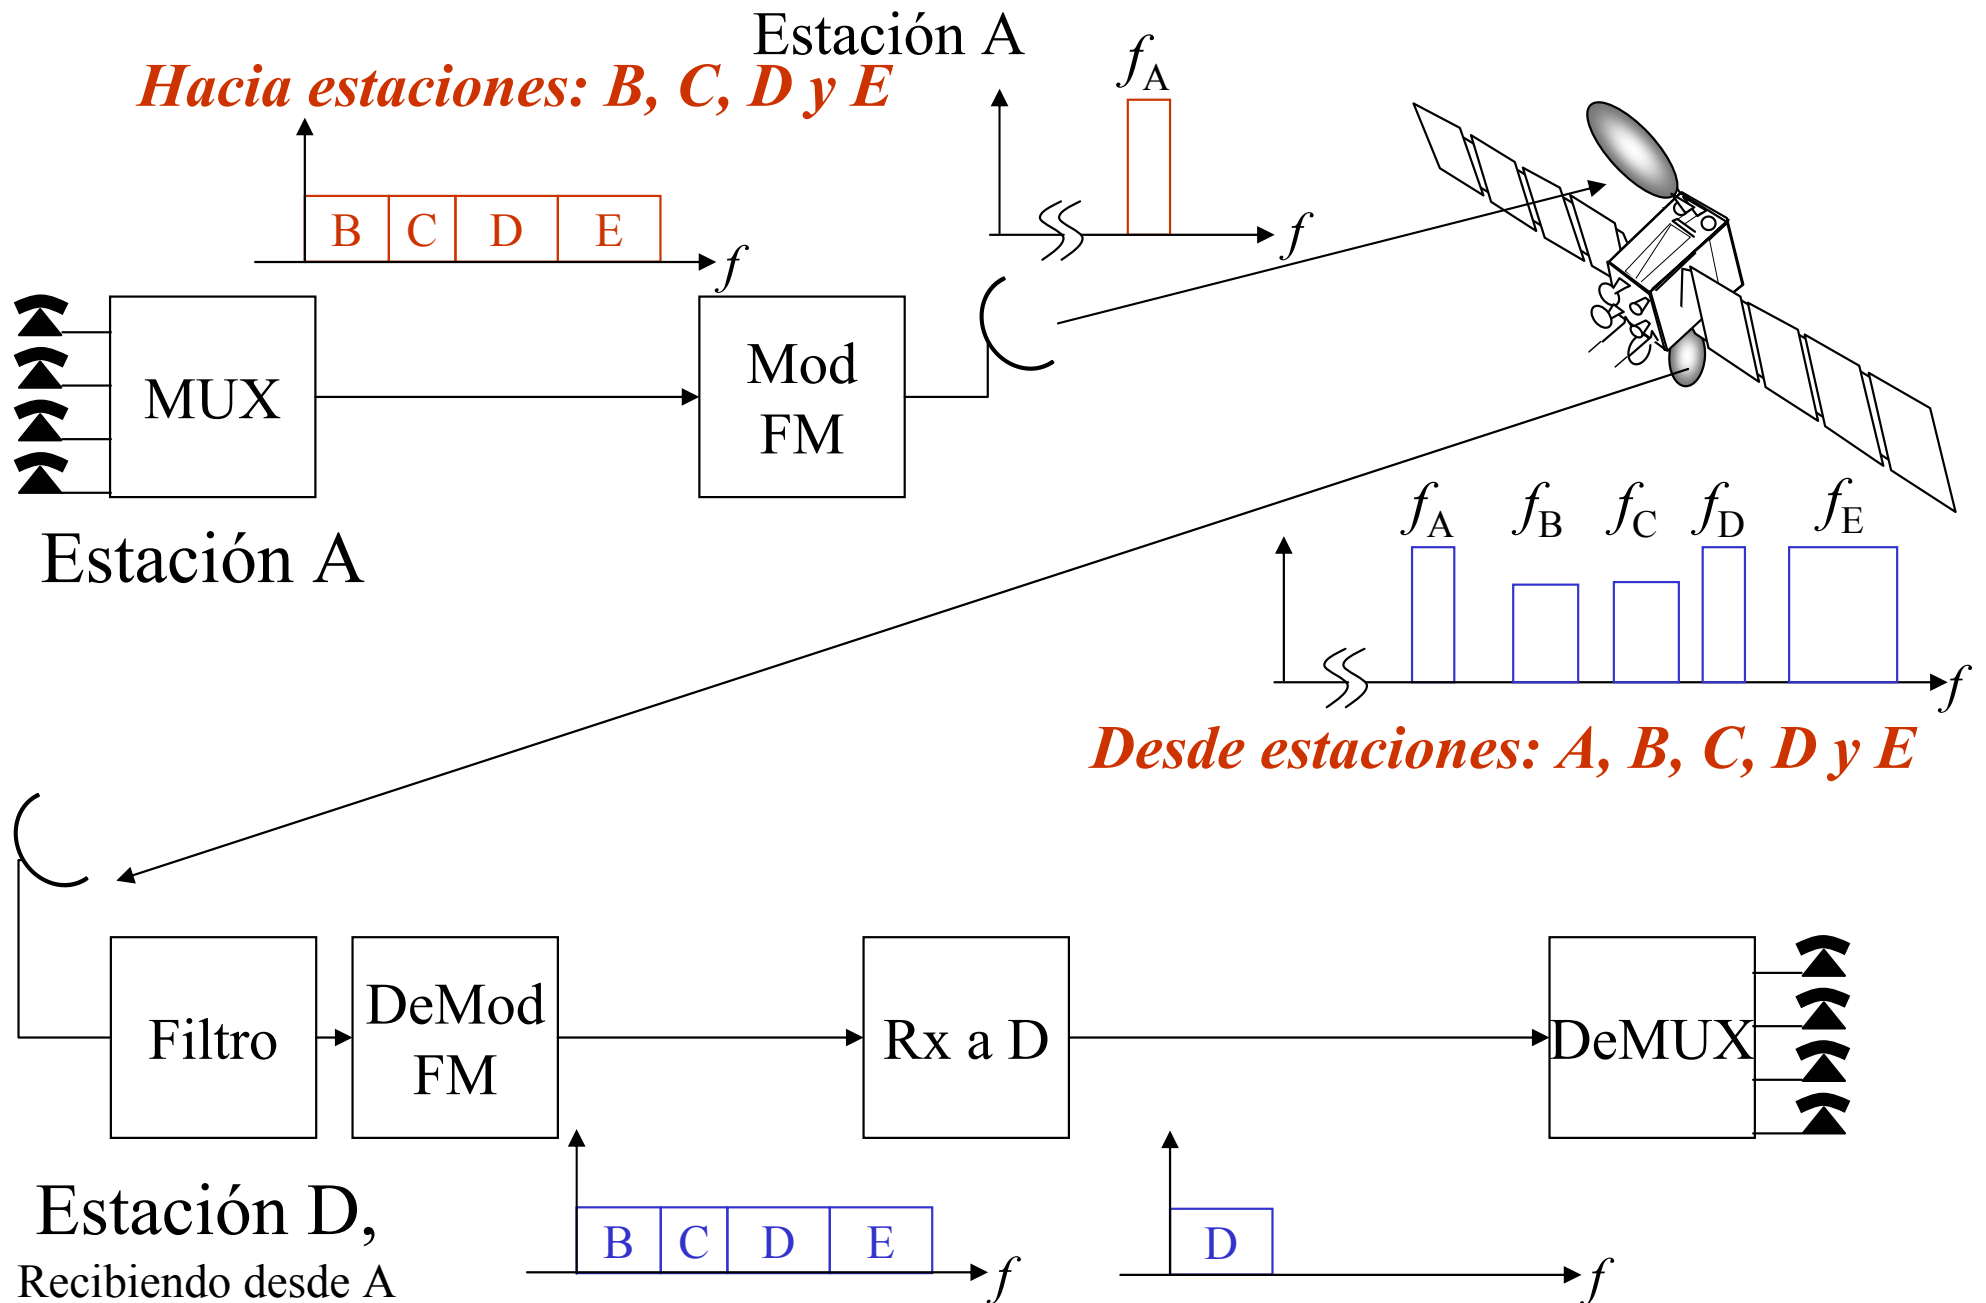 Estación A
Hacia estaciones: B, C, D y E
fA
B C D E
f
f
MUX
Mod
FM
Estación A
fA fB fC fD fE
f
Desde estaciones: A, B, C, D y E
Filtro
DeMod
FM
Rx a D
DeMUX
Estación D,
Recibiendo desde A
B C D E
f
D
f